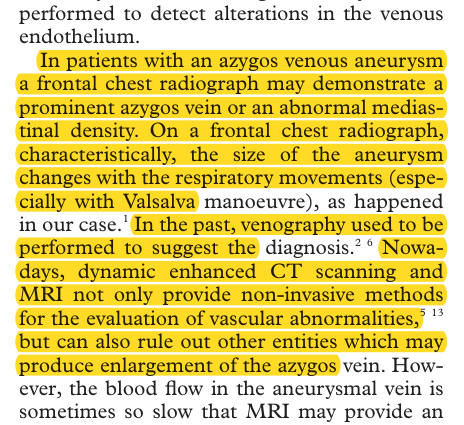 performed to detect alterations in the venous
endothelium.
In patients with an azygos venous aneurysm
a frontal chest radiograph may demonstrate a
prominent azygos vein or an abnormal medias-
tinal density. On a frontal chest radiograph,
characteristically, the size of the aneurysm
changes with the respiratory movements (espe-
cially with Valsalva manoeuvre), as happened
in our case.1 In the past, venography used to be
performed to suggest the diagnosis.2 6 Nowa-
days, dynamic enhanced CT scanning and
MRI not only provide non-invasive methods
for the evaluation of vascular abnormalities,5 13
but can also rule out other entities which may
produce enlargement of the azygos vein. How-
ever, the blood flow in the aneurysmal vein is
sometimes so slow that MRI may provide an